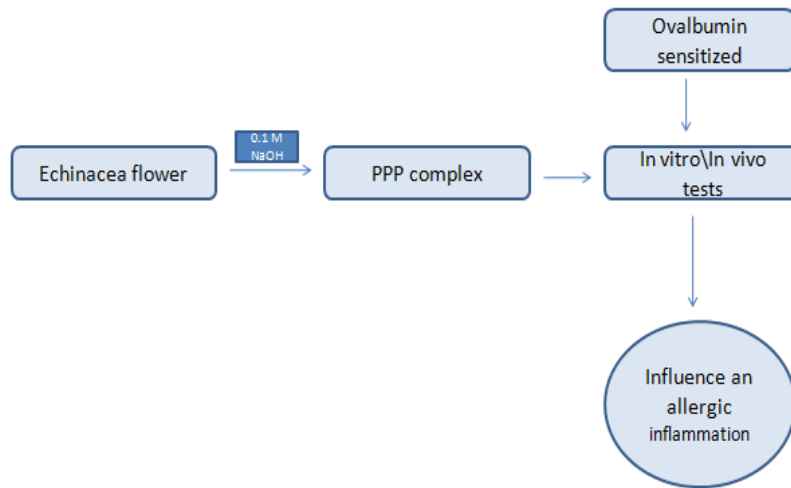 Ovalbumin
sensitized
0.1 M
NaOH
Echinacea flower
PPP complex
In vitro\In vivo
tests
Influence an
allergic
inflammation